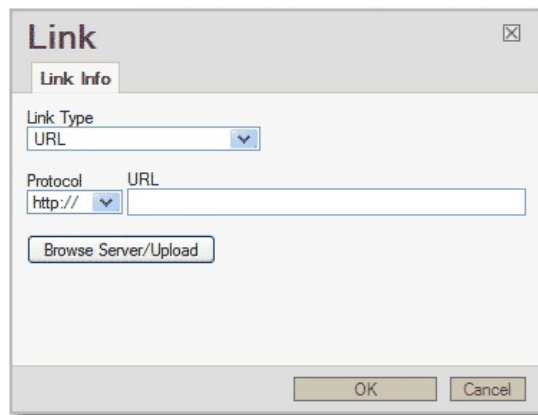 Link
Link Info
Link Type
URL
Protocol URL
http://
Browse Server/Upload
OK Cancel